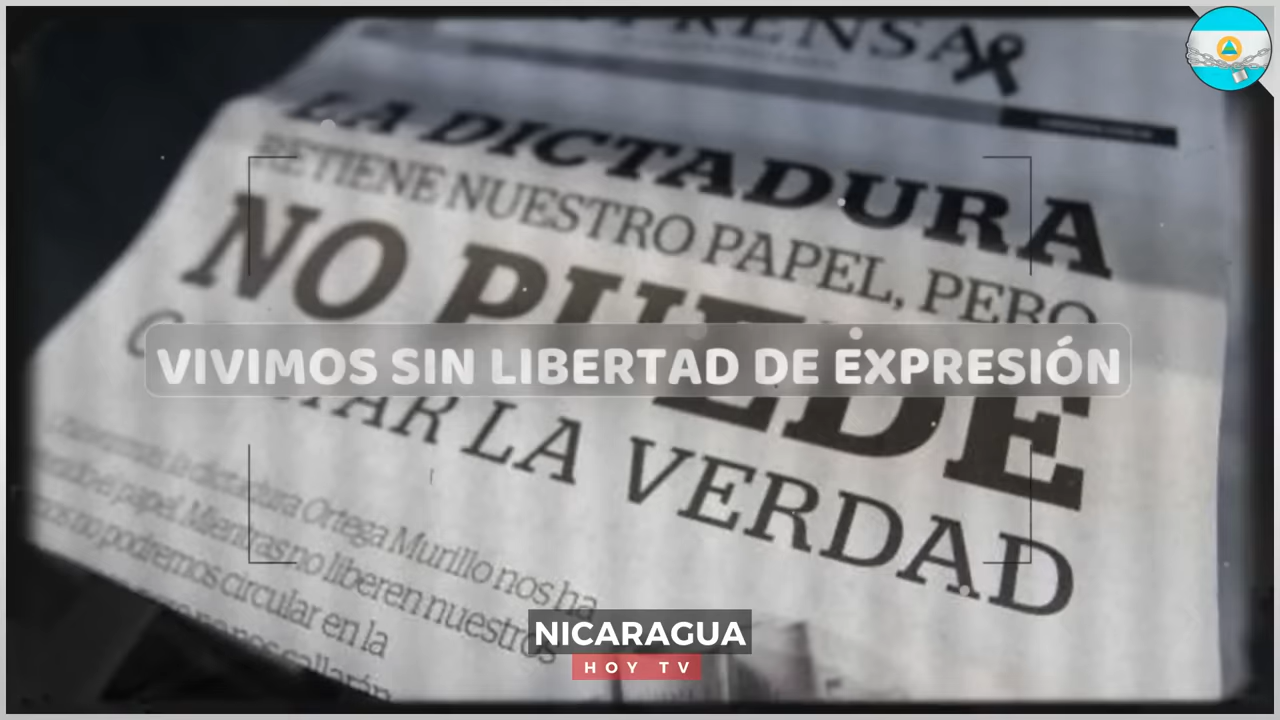 PRENSA
LA DICTADURA
RETIENE NUESTRO PAPEL, PERO
NO PUEDE
VIVIMOS SIN LIBERTAD DE EXPRESIÓN
LA VERDAD
dictadura Ortega Murillo nos ha
papel. Mientras no liberen nuestros
no podremos circular en la
callarán
NICARAGUA
HOY TV